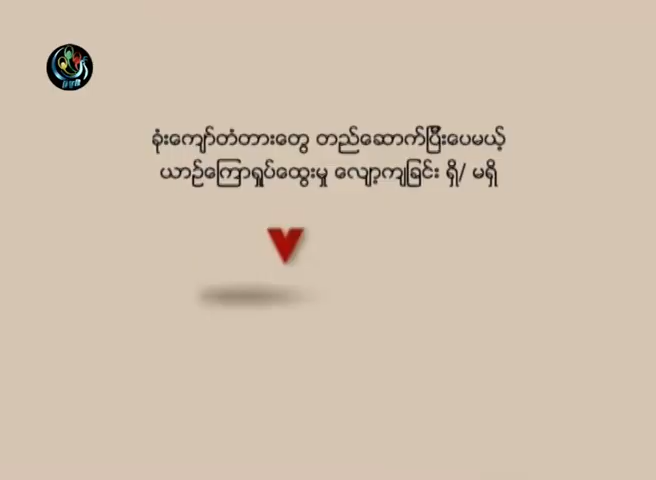 ခုံးကျော်တံတားတွေ တည်ဆောက်ပြီးပေမယ့်
ယာဉ်ကြောရှုပ်ထွေးမှု လျော့ကျခြင်း ရှိ/ မရှိ